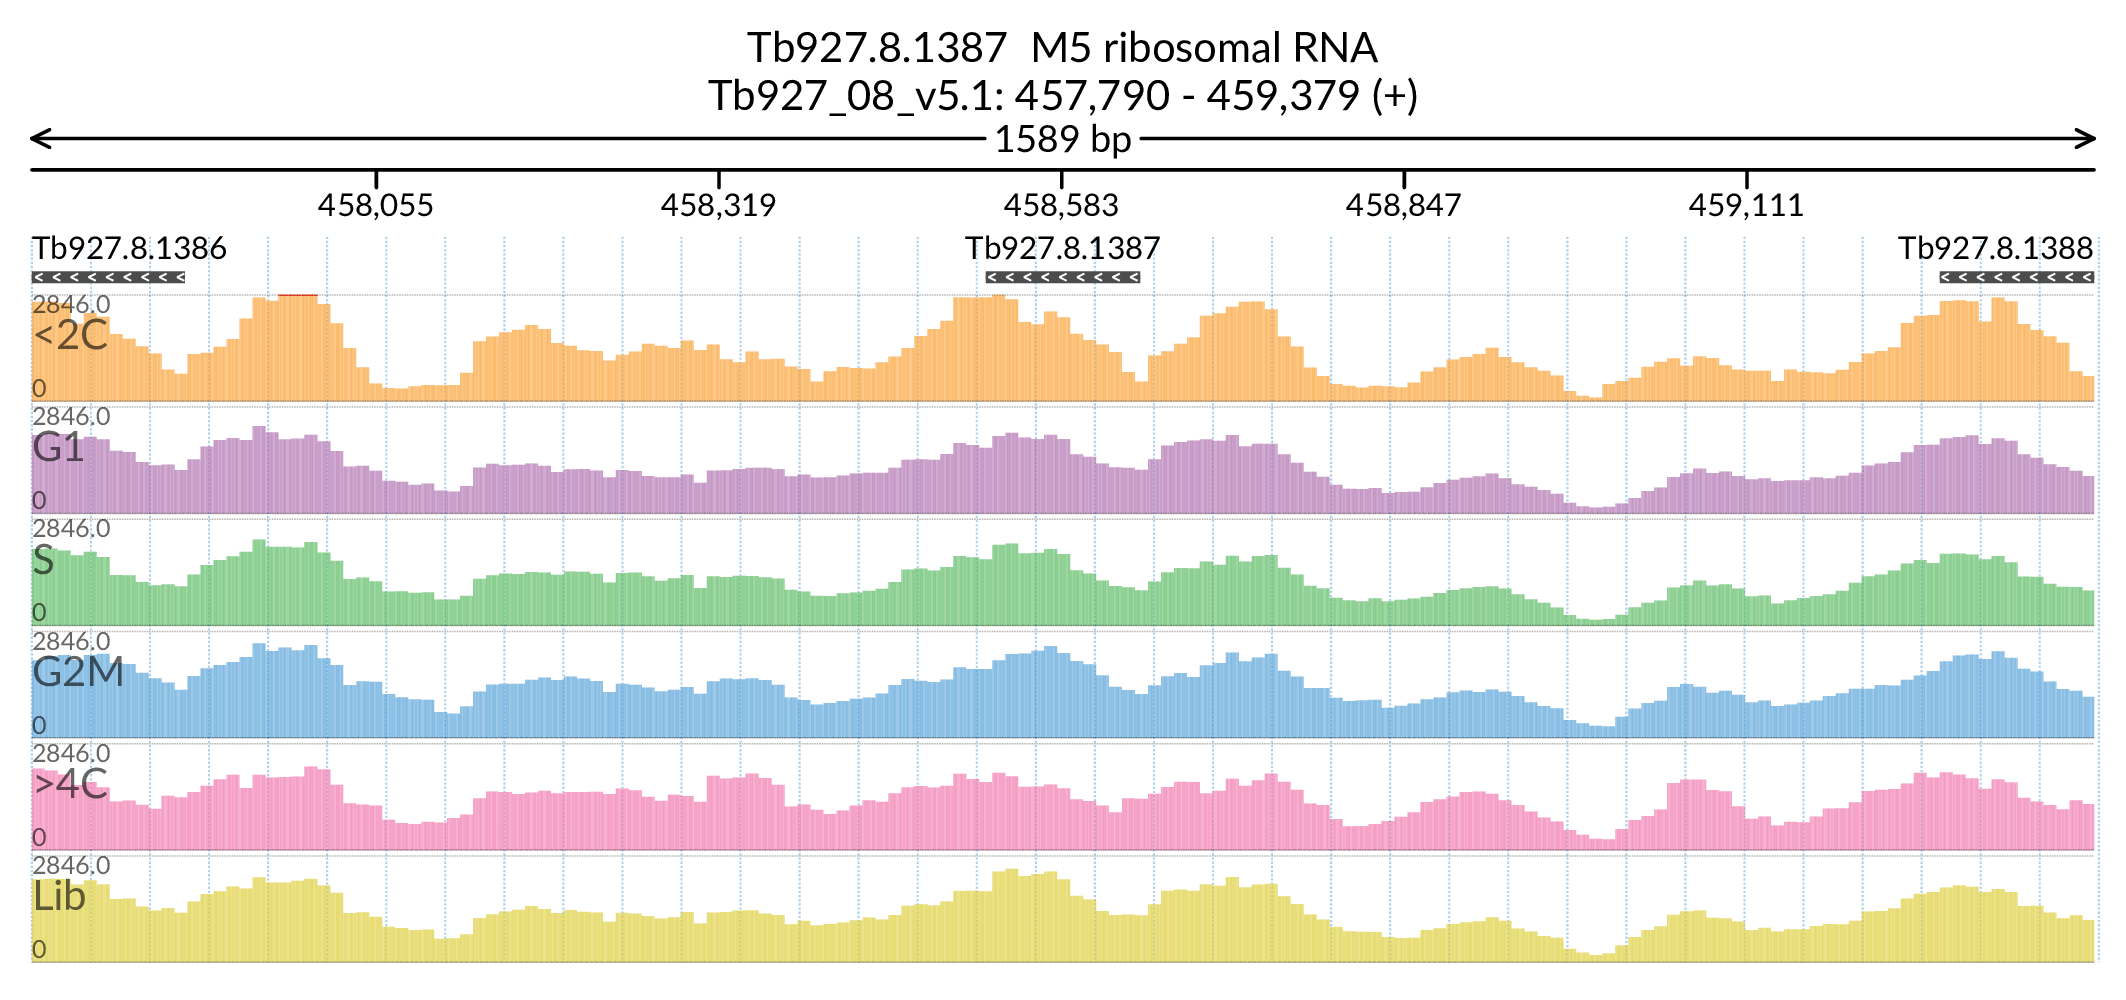 Tb927.8.1387  M5 ribosomal RNA
Tb927_08_v5.1: 457,790 - 459,379 (+)
1589 bp
458,055 458,319 458,583 458,847 459,111
Tb927.8.1386 Tb927.8.1387 Tb927.8.1388
2846.0
<2C
0
2846.0
G1
0
2846.0
S
0
2846.0
G2M
0
2846.0
>4C
0
2846.0
Lib
0